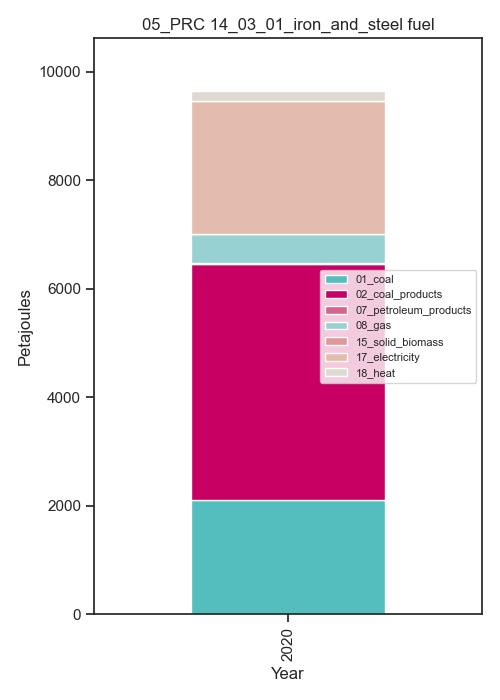 05_PRC 14_03_01_iron_and_steel fuel
10000
8000
6000
4000
2000
0
Petajoules
01_coal
02_coal_products
07_petroleum_products
08_gas
15_solid_biomass
17_electricity
18_heat
2020
Year